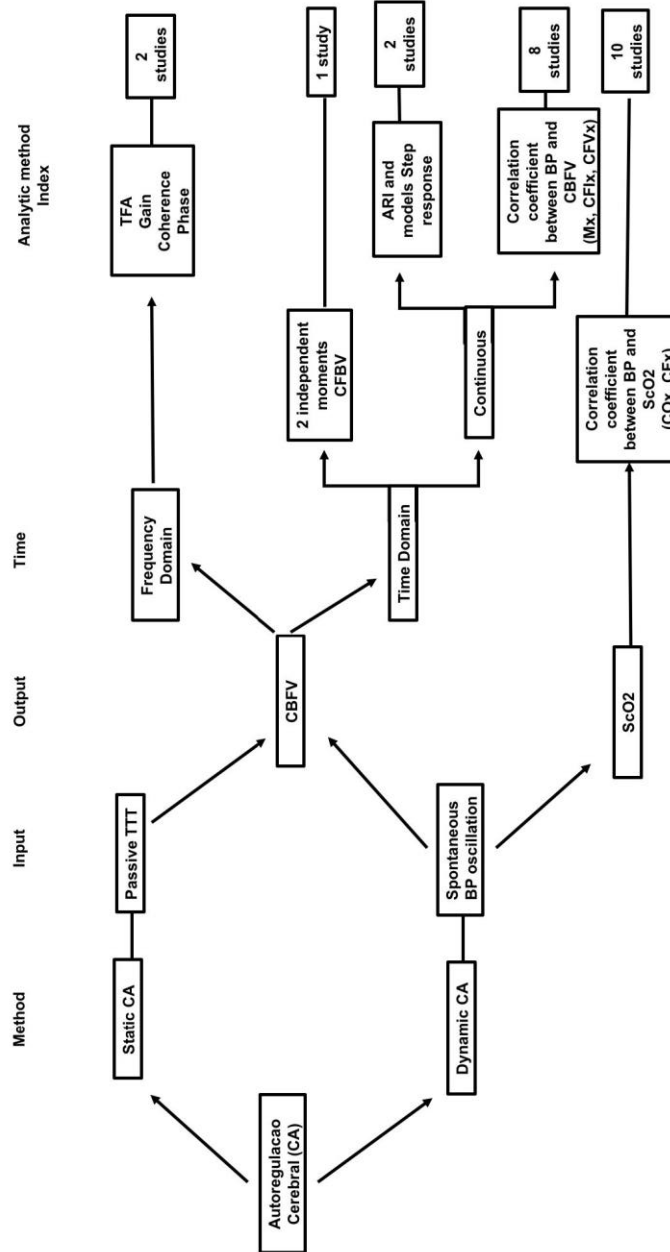 Method
Input
Output
Time
Analytic method
Index
Autoregulacao
Cerebral (CA)
Static CA
Passive TTT
Dynamic CA
Spontaneous
BP oscillation
CBFV
ScO2
Frequency
Domain
Time Domain
TFA
Gain
Coherence
Phase
2
studies
2 independent
moments
CFBV
1 study
Continuous
ARI and
models Step
response
2
studies
Correlation
coefficient
between BP and
CBFV
(Mx, CFIx, CFVx)
8
studies
Correlation
coefficient
between BP and
ScO2
(COx, CFx)
10
studies